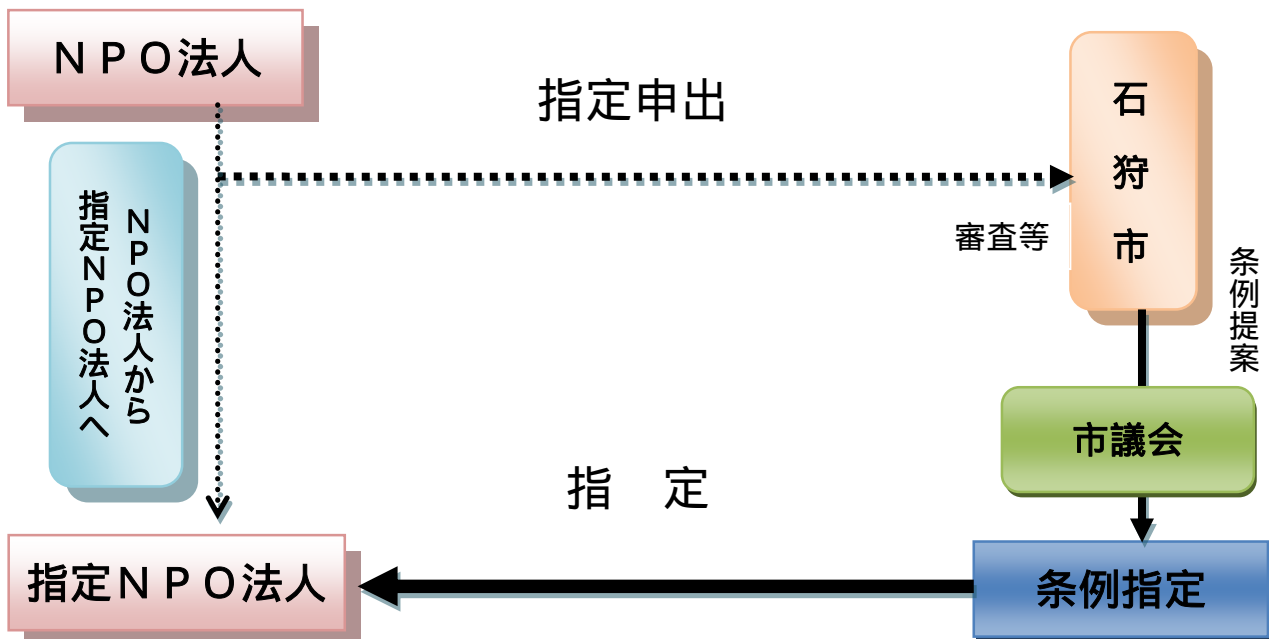 ＮＰＯ法人
指定申出
石狩市
審査等
条例提案
ＮＰＯ法人から
指定ＮＰＯ法人へ
市議会
指　定
指定ＮＰＯ法人
条例指定